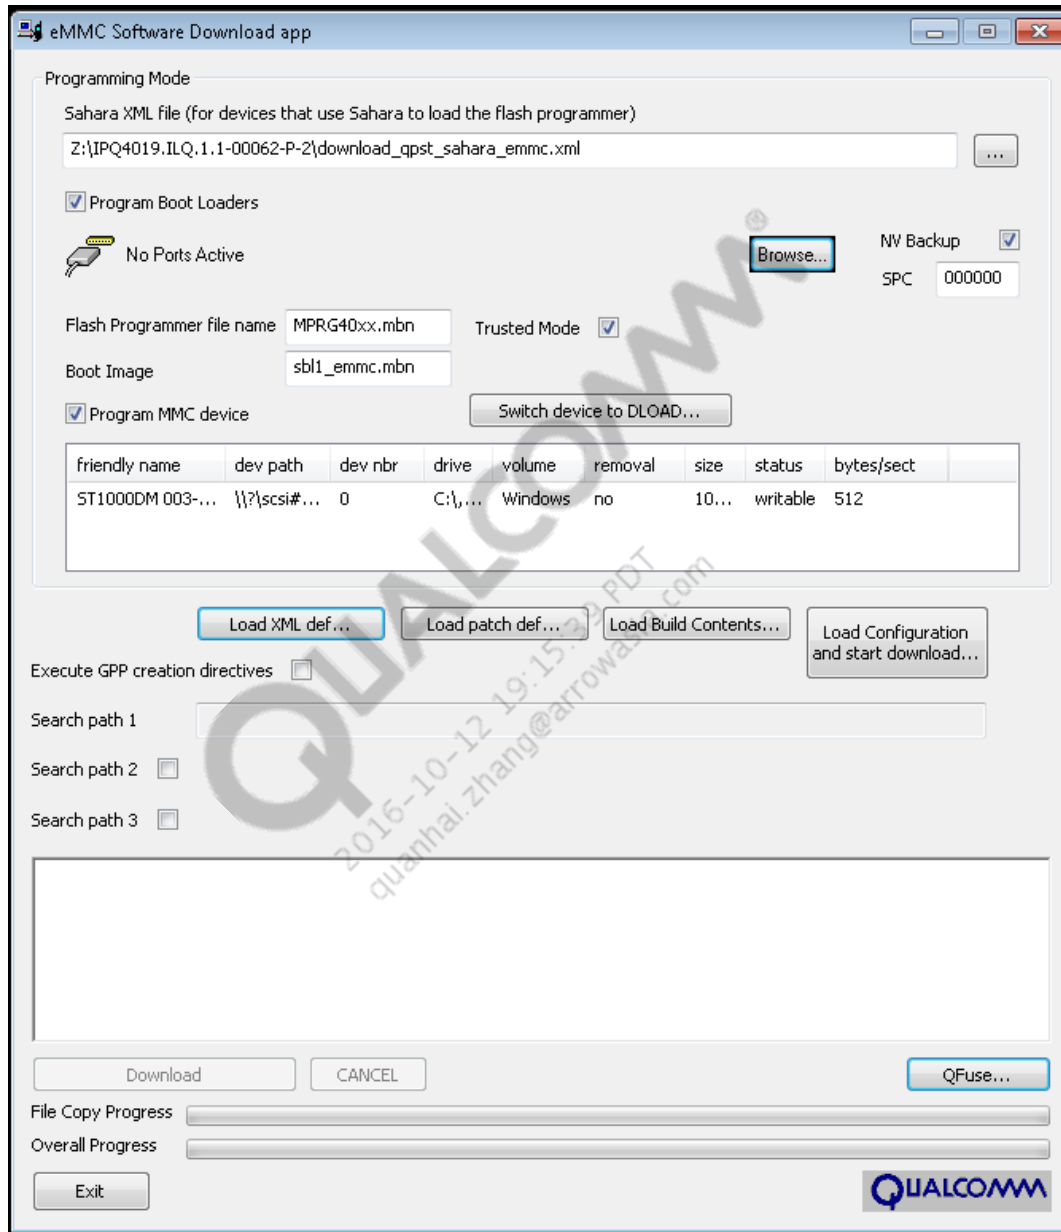 eMMC Software Download app
Programming Mode
Sahara XML file (for devices that use Sahara to load the flash programmer)
Z:\IPQ4019.ILQ.1.1-00062-P-2\download_qpst_sahara_emmc.xml
...
Program Boot Loaders
No Ports Active
Browse...
NV Backup
SPC 000000
Flash Programmer file name MPRG40xx.mbn Trusted Mode
Boot Image sbl1_emmc.mbn
Program MMC device Switch device to DLOAD...
friendly name dev path dev nbr drive volume removal size status bytes/sect
ST1000DM 003-... \\?\scsi#... 0 C:\,... Windows no 10... writable 512
Load XML def... Load patch def... Load Build Contents... Load Configuration
and start download...
Execute GPP creation directives
Search path 1
Search path 2
Search path 3
QUALCOMM®
2016-10-12 19:15:39 PDT
quanhai.zhang@arrowasia.com
Download CANCEL QFuse...
File Copy Progress
Overall Progress
Exit QUALCOMM